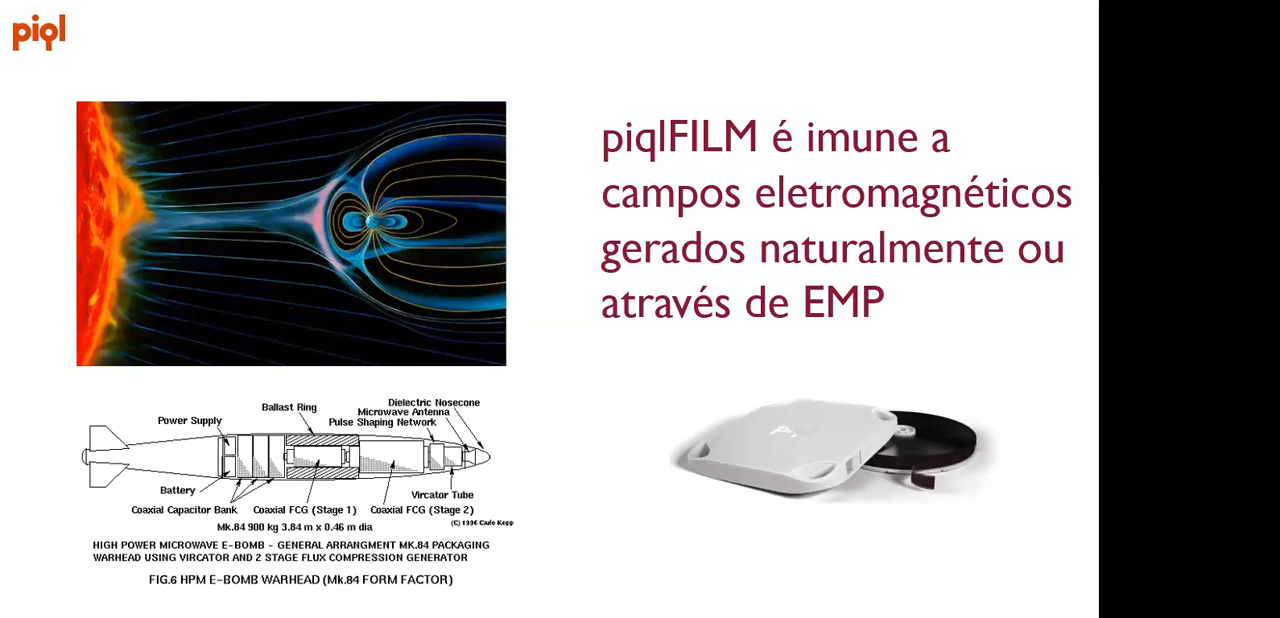 piql
piqlFILM é imune a
campos eletromagnéticos
gerados naturalmente ou
através de EMP
Dielectric Nosecone
Microwave Antenna
Ballast Ring
Pulse Shaping Network
Power Supply
Battery
Vircator Tube
Coaxial Capacitor Bank
Coaxial FCG (Stage 1)
Coaxial FCG (Stage 2)
(C) 1996 Carlo Kopp
Mk.84 900 kg 3.84 m x 0.46 m dia
HIGH POWER MICROWAVE E-BOMB - GENERAL ARRANGMENT MK.84 PACKAGING
WARHEAD USING VIRCATOR AND 2 STAGE FLUX COMPRESSION GENERATOR
FIG.6 HPM E-BOMB WARHEAD (Mk.84 FORM FACTOR)
piql